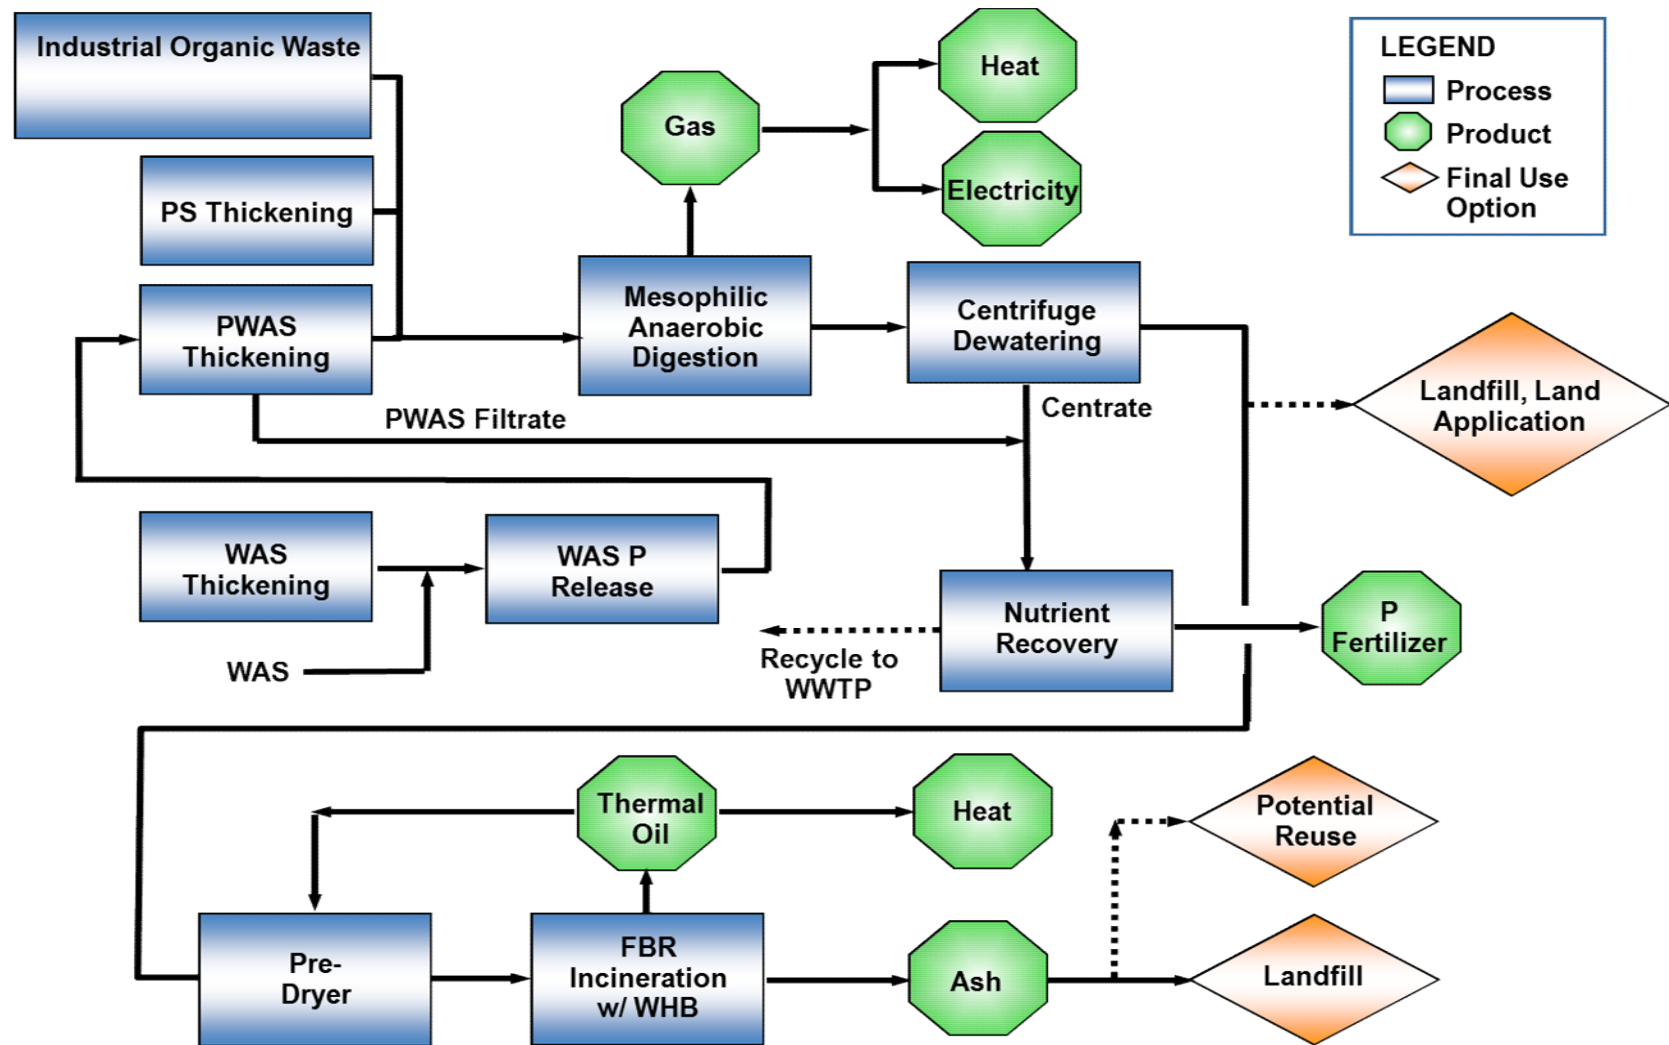 Industrial Organic Waste
PS Thickening
PWAS
Thickening
PWAS Filtrate
WAS
Thickening
WAS
WAS P
Release
Gas
Heat
Electricity
Mesophilic
Anaerobic
Digestion
Centrifuge
Dewatering
Centrate
LEGEND
Process
Product
Final Use
Option
Landfill, Land
Application
Nutrient
Recovery
Recycle to
WWTP
P
Fertilizer
Thermal
Oil
Heat
Potential
Reuse
Pre-
Dryer
FBR
Incineration
w/ WHB
Ash
Landfill